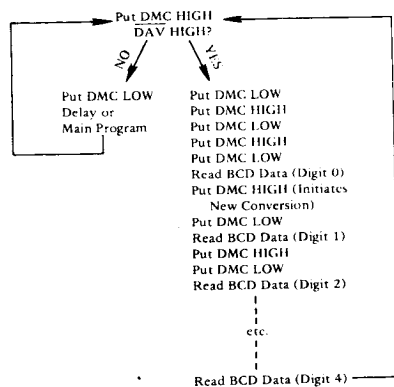 Put DMC HIGH
DAV HIGH?
NO
YES
Put DMC LOW
Delay or
Main Program
Put DMC LOW
Put DMC HIGH
Put DMC LOW
Put DMC HIGH
Put DMC LOW
Read BCD Data (Digit 0)
Put DMC HIGH (Initiates
New Conversion)
Put DMC LOW
Read BCD Data (Digit 1)
Put DMC HIGH
Put DMC LOW
Read BCD Data (Digit 2)
etc.
Read BCD Data (Digit 4)